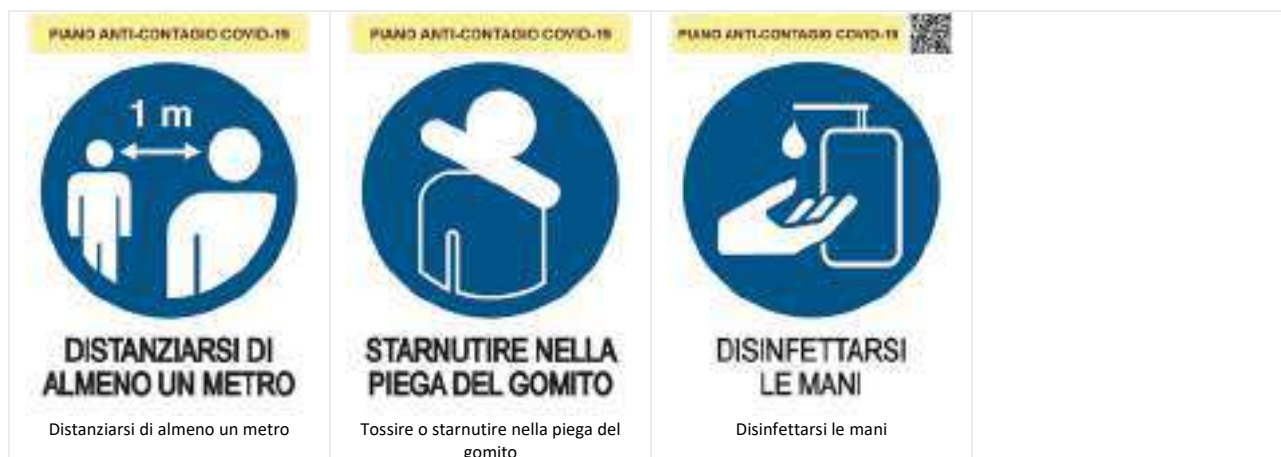 PIANO ANTI-CONTAGIO COVID-19
1 m
DISTANZIARSI DI
ALMENO UN METRO
Distanziarsi di almeno un metro
PIANO ANTI-CONTAGIO COVID-19
STARNUTIRE NELLA
PIEGA DEL GOMITO
Tossire o starnutire nella piega del
gomito
PIANO ANTI-CONTAGIO COVID-19
DISINFETTARSI
LE MANI
Disinfettarsi le mani